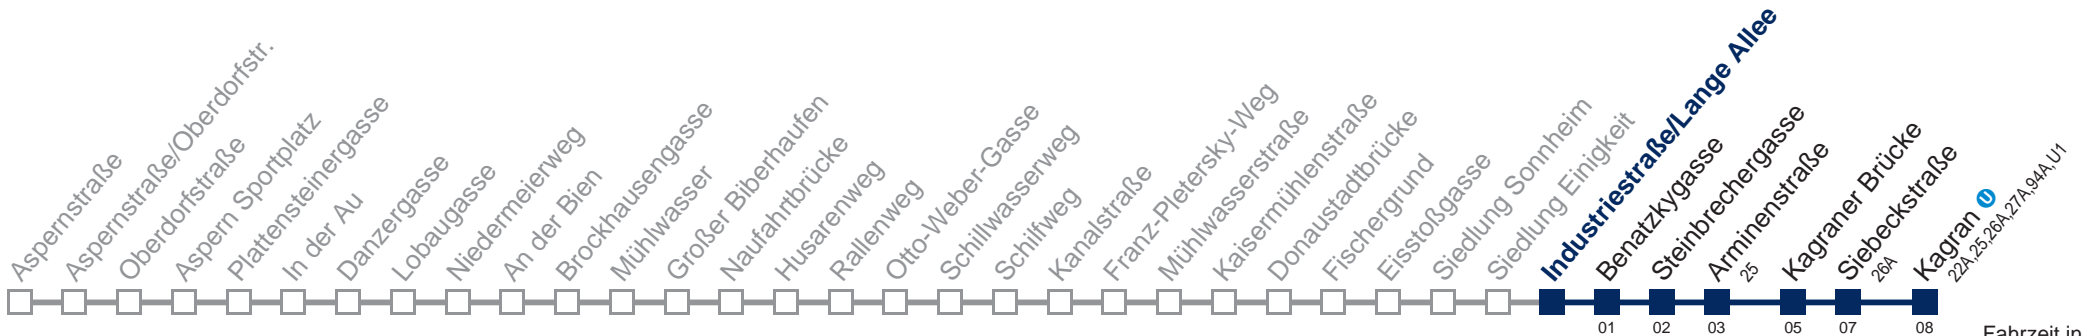 Aspernstraße
Aspernstraße/Oberdorfstr.
Oberdorfstraße
Aspern Sportplatz
Plattensteinergasse
In der Au
Danzergasse
Lobaugasse
Niedermeierweg
An der Bien
Brockhausengasse
Mühlwasser
Großer Biberhaufen
Naufahrtbrücke
Husarenweg
Rallenweg
Otto-Weber-Gasse
Schillwasserweg
Schilfweg
Kanalstraße
Franz-Pletersky-Weg
Mühlwasserstraße
Kaisermühlenstraße
Donaustadtbrücke
Fischergrund
Eisstoßgasse
Siedlung Sonnheim
Siedlung Einigkeit
Industriestraße/Lange Allee
Benatzkygasse
Steinbrechergasse
Arminenstraße
25
Kagraner Brücke
Siebeckstraße
26A
Kagran U
22A,25,26A,27A,94A,U1
01 02 03 05 07 08
Fahrzeit in